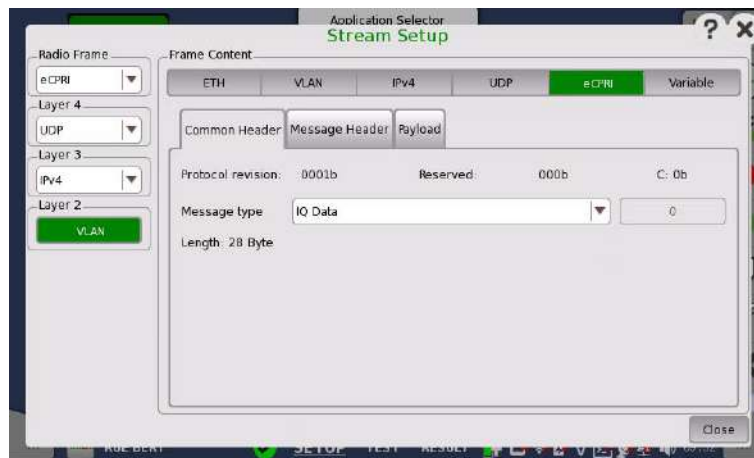 Application Selector
Stream Setup
? X
Radio Frame
eCPRI
Layer 4
UDP
Layer 3
IPv4
Layer 2
VLAN
Frame Content
ETH VLAN IPv4 UDP eCPRI Variable
Common Header Message Header Payload
Protocol revision: 0001b Reserved: 000b C: 0b
Message type IQ Data 0
Length: 28 Byte
Close
SETUP TEST RESULT